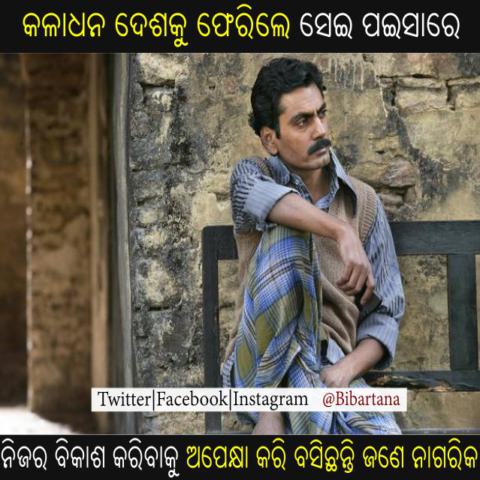 କଳାଧନ ଦେଶକୁ ଫେରିଲେ ସେଇ ପଇସାରେ
Twitter|Facebook|Instagram @Bibartana
ନିଜର ବିକାଶ କରିବାକୁ ଅପେକ୍ଷା କରି ବସିଛନ୍ତି ଜଣେ ନାଗରିକ